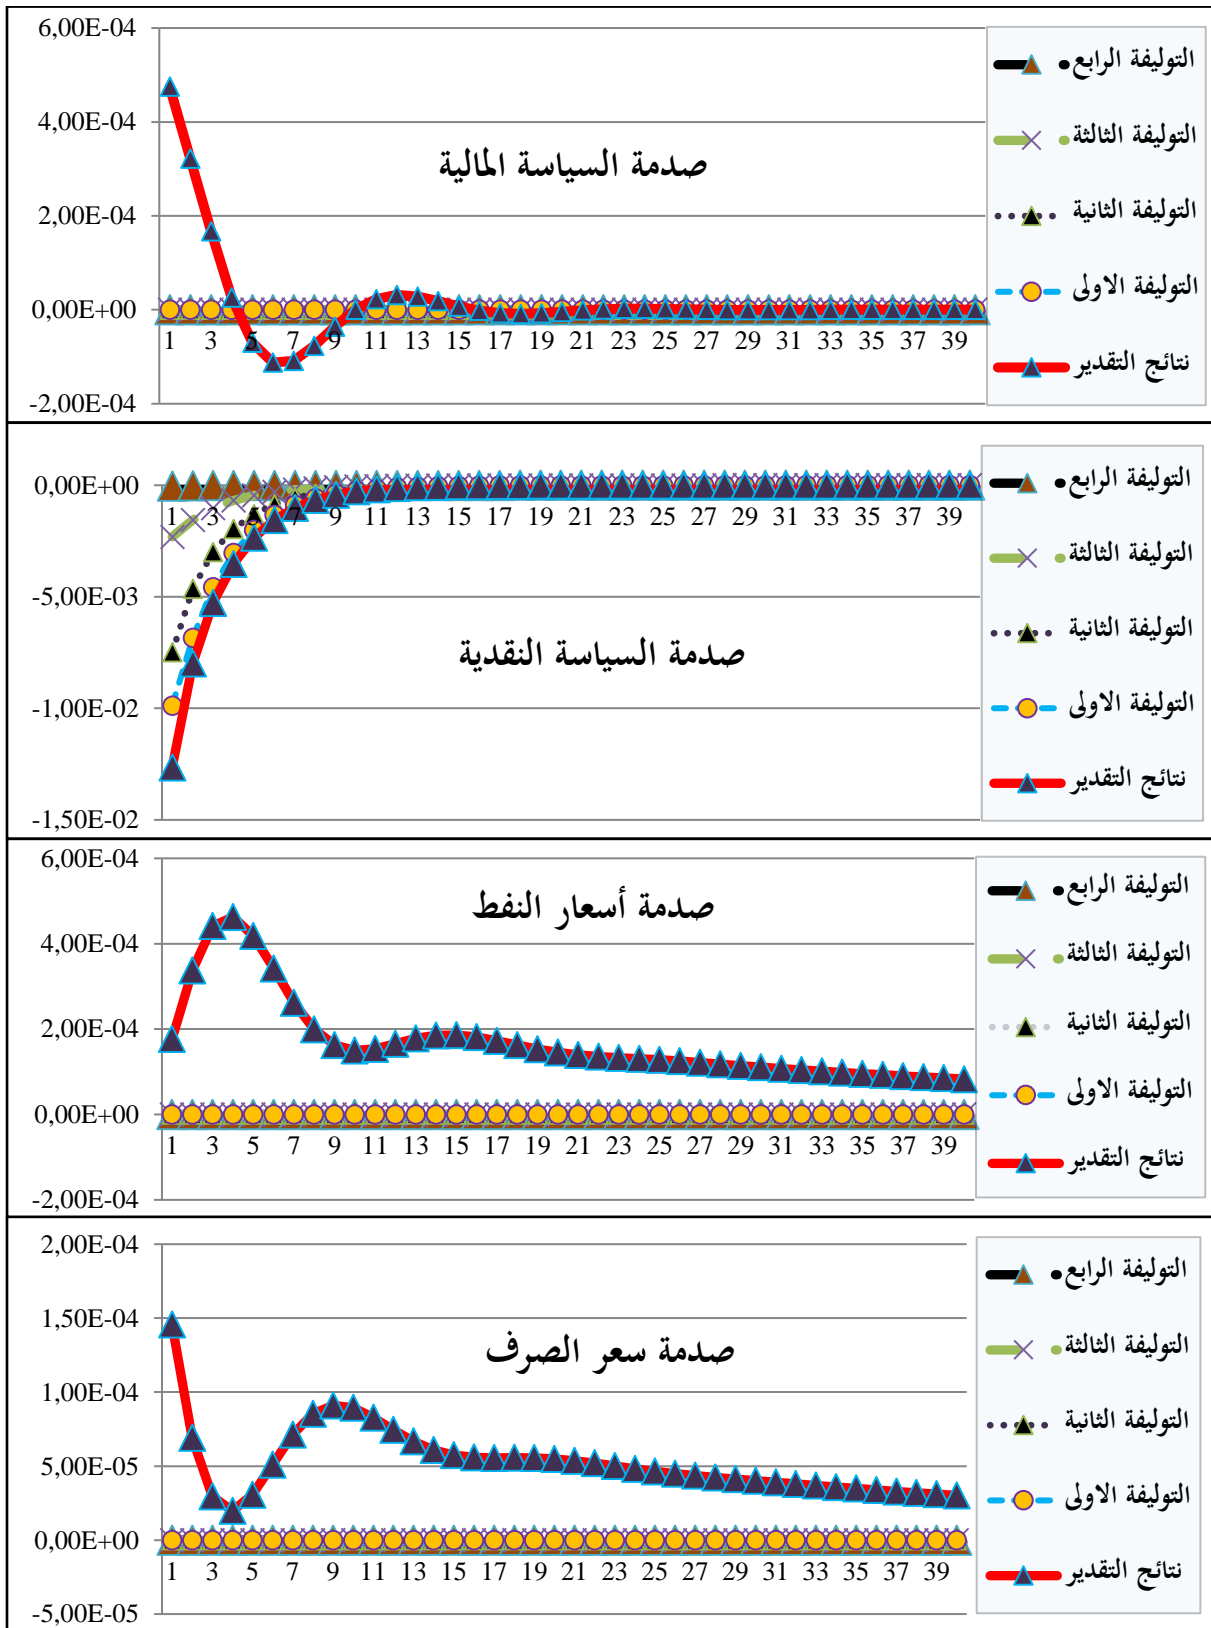 6,00E-04
4,00E-04
2,00E-04
0,00E+00
-2,00E-04
1 3 5 7 9 11 13 15 17 19 21 23 25 27 29 31 33 35 37 39
صدمة السياسة المالية
التوليفة الرابع
التوليفة الثالثة
التوليفة الثانية
التوليفة الاولى
نتائج التقدير
0,00E+00
-5,00E-03
-1,00E-02
-1,50E-02
1 3 5 7 9 11 13 15 17 19 21 23 25 27 29 31 33 35 37 39
صدمة السياسة النقدية
التوليفة الرابع
التوليفة الثالثة
التوليفة الثانية
التوليفة الاولى
نتائج التقدير
6,00E-04
4,00E-04
2,00E-04
0,00E+00
-2,00E-04
1 3 5 7 9 11 13 15 17 19 21 23 25 27 29 31 33 35 37 39
صدمة أسعار النفط
التوليفة الرابع
التوليفة الثالثة
التوليفة الثانية
التوليفة الاولى
نتائج التقدير
2,00E-04
1,50E-04
1,00E-04
5,00E-05
0,00E+00
-5,00E-05
1 3 5 7 9 11 13 15 17 19 21 23 25 27 29 31 33 35 37 39
صدمة سعر الصرف
التوليفة الرابع
التوليفة الثالثة
التوليفة الثانية
التوليفة الاولى
نتائج التقدير